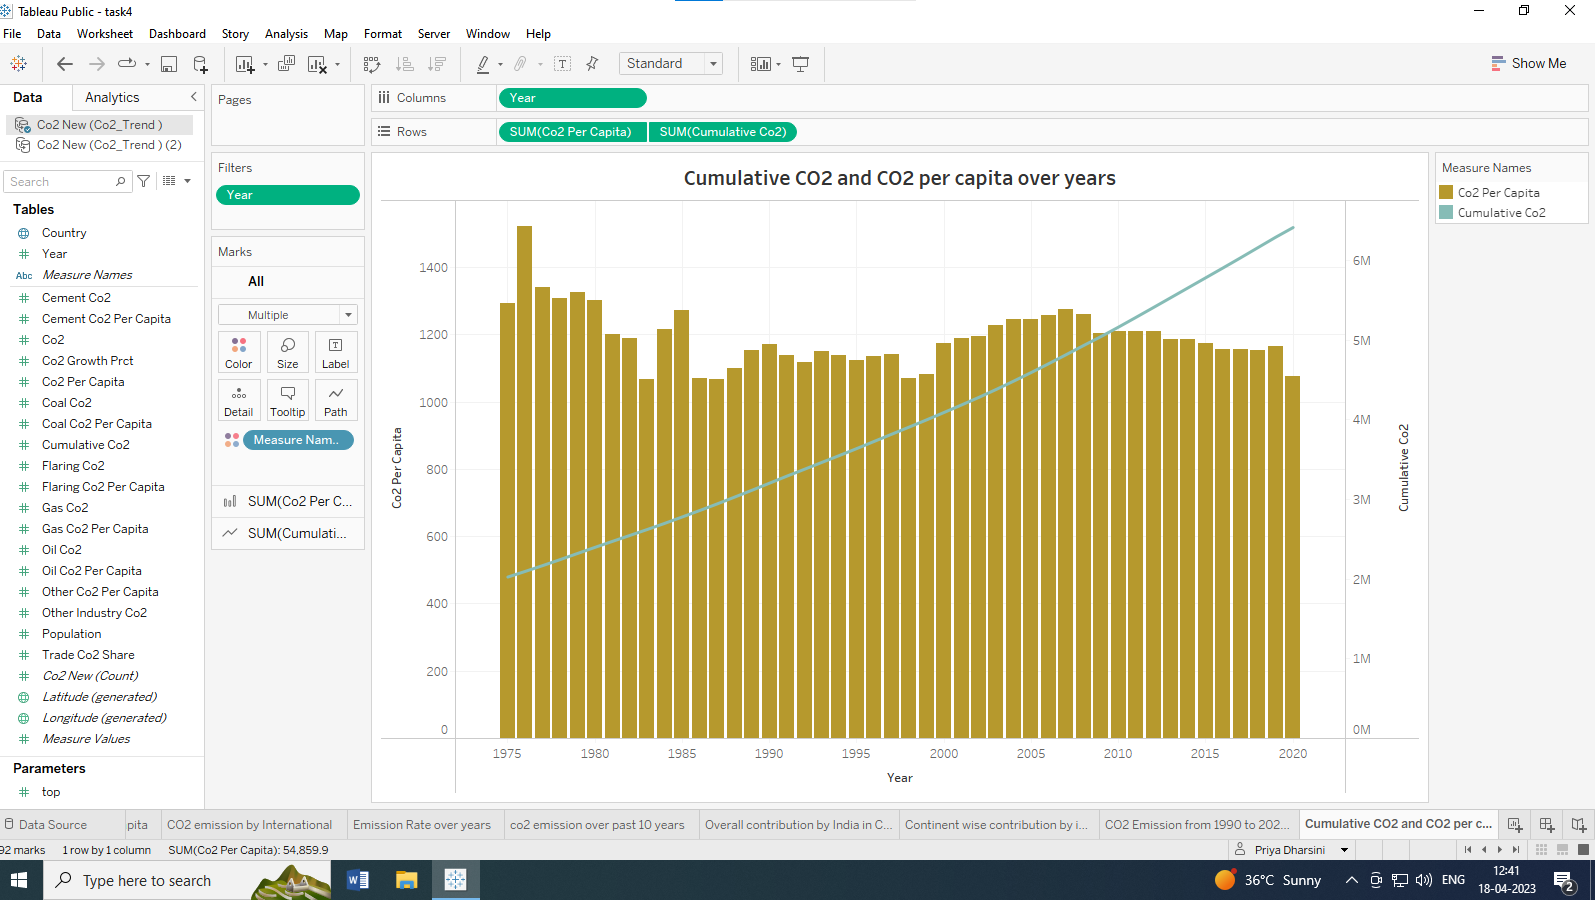 Tableau Public - task4
File Data Worksheet Dashboard Story Analysis Map Format Server Window Help
Standard
Show Me
Data Analytics
Co2 New (Co2_Trend )
Co2 New (Co2_Trend ) (2)
Search
Tables
Country
Year
Abc Measure Names
Cement Co2
Cement Co2 Per Capita
Co2
Co2 Growth Prct
Co2 Per Capita
Coal Co2
Coal Co2 Per Capita
Cumulative Co2
Flaring Co2
Flaring Co2 Per Capita
Gas Co2
Gas Co2 Per Capita
Oil Co2
Oil Co2 Per Capita
Other Co2 Per Capita
Other Industry Co2
Population
Trade Co2 Share
Co2 New (Count)
Latitude (generated)
Longitude (generated)
Measure Values
Parameters
top
Pages
Filters
Year
Marks
All
Multiple
Color Size Label
Detail Tooltip Path
Measure Nam..
SUM(Co2 Per C...
SUM(Cumulati...
Columns Year
Rows SUM(Co2 Per Capita) SUM(Cumulative Co2)
Cumulative CO2 and CO2 per capita over years
Co2 Per Capita
1400
1200
1000
800
600
400
200
0
6M
5M
4M
3M
2M
1M
0M
Cumulative Co2
1975 1980 1985 1990 1995 2000 2005 2010 2015 2020
Year
Measure Names
Co2 Per Capita
Cumulative Co2
Data Source pita CO2 emission by International Emission Rate over years co2 emission over past 10 years Overall contribution by India in C... Continent wise contribution by i... CO2 Emission from 1990 to 202... Cumulative CO2 and CO2 per c...
92 marks 1 row by 1 column SUM(Co2 Per Capita): 54,859.9 Priya Dharsini
Type here to search
36°C Sunny ENG
12:41
18-04-2023
2